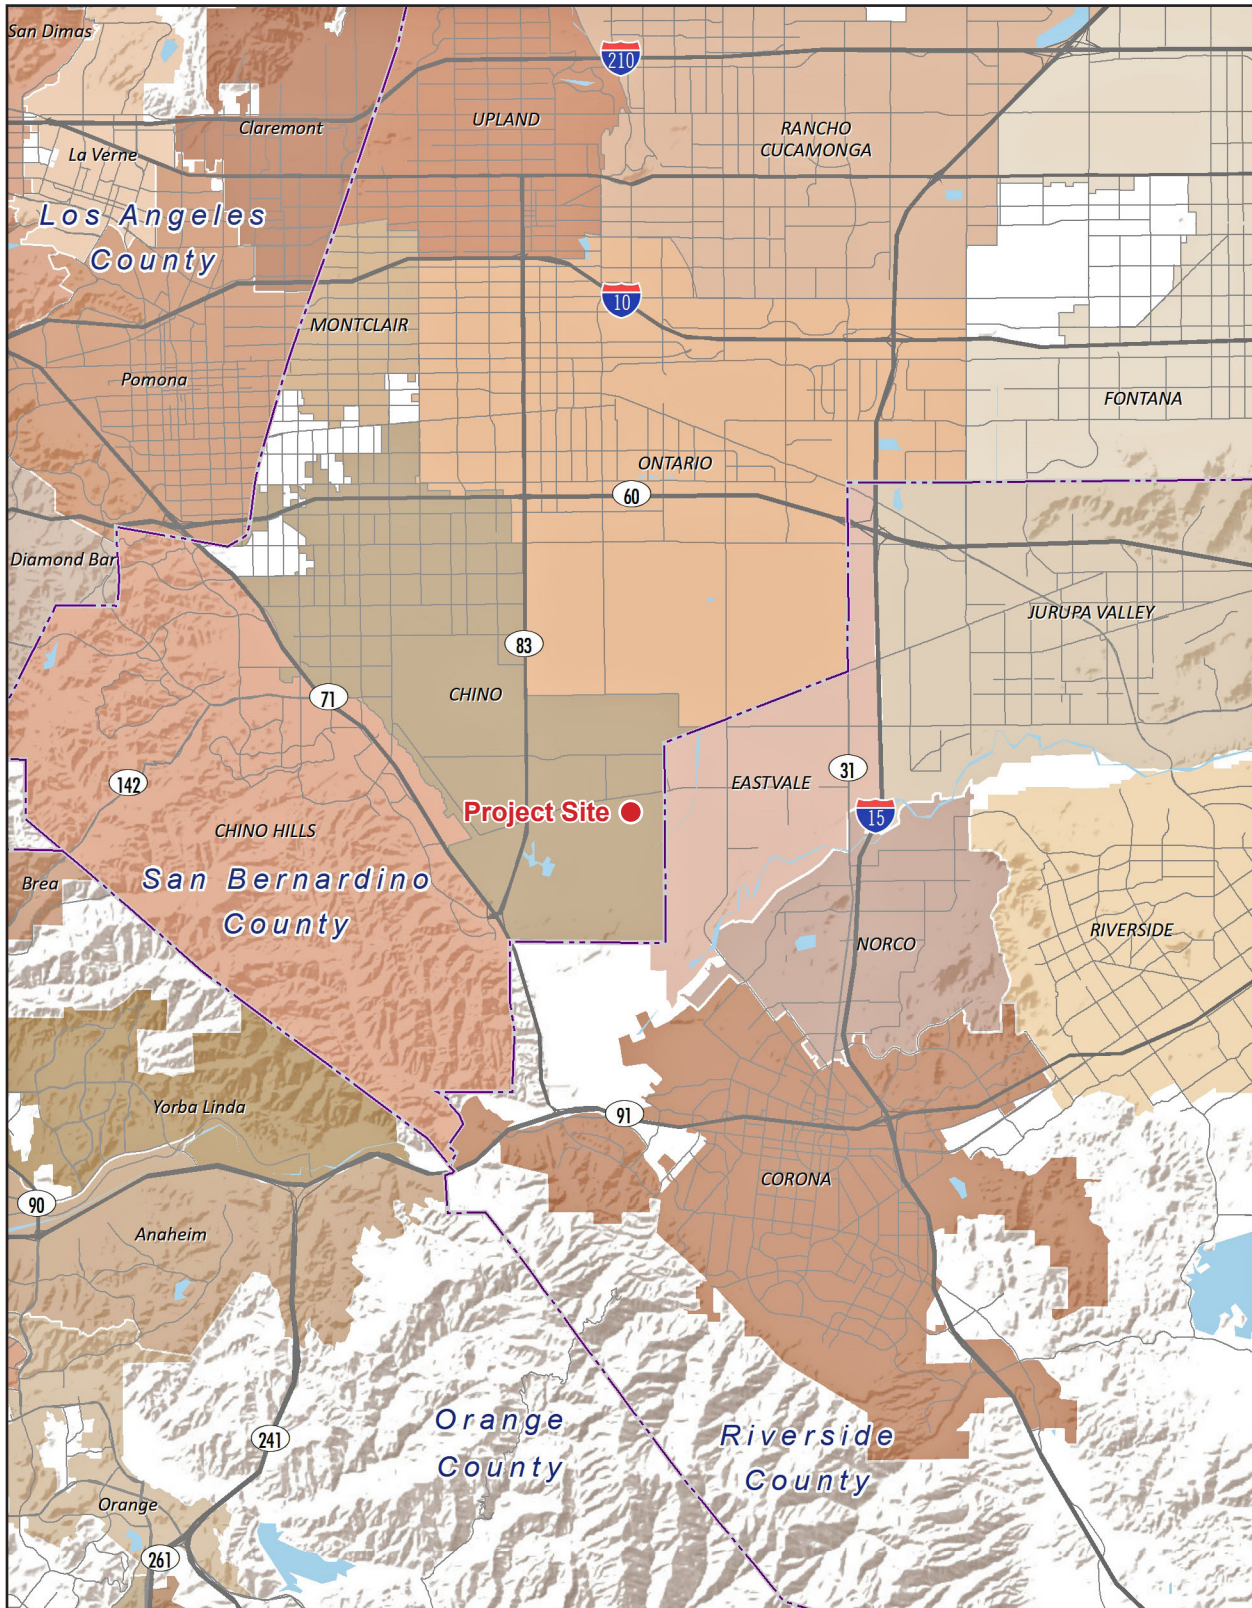 San Dimas
210
UPLAND
Claremont
RANCHO
CUCAMONGA
La Verne
Los Angeles
County
10
MONTCLAIR
Pomona
FONTANA
ONTARIO
60
Diamond Bar
JURUPA VALLEY
83
CHINO
71
31
EASTVALE
142
Project Site
15
CHINO HILLS
San Bernardino
County
Brea
RIVERSIDE
NORCO
Yorba Linda
91
CORONA
90
Anaheim
Orange
County
Riverside
County
241
Orange
261